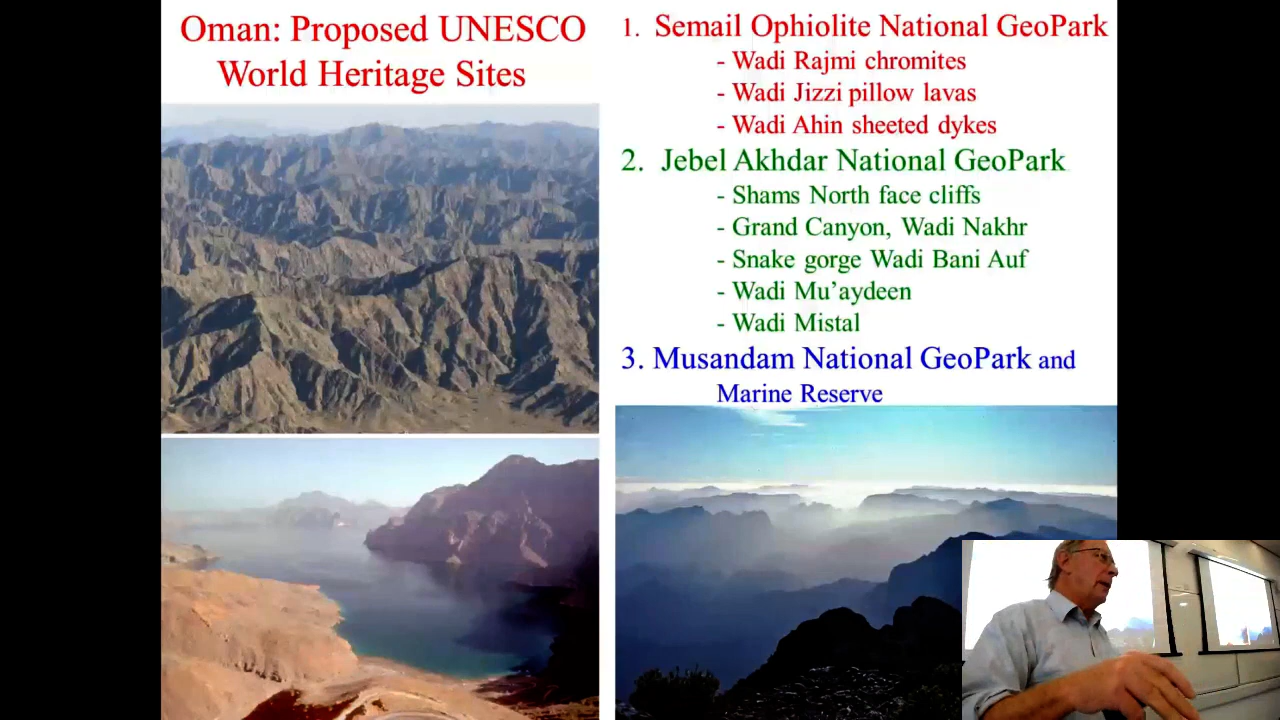 Oman: Proposed UNESCO
World Heritage Sites
1. Semail Ophiolite National GeoPark
- Wadi Rajmi chromites
- Wadi Jizzi pillow lavas
- Wadi Ahin sheeted dykes
2. Jebel Akhdar National GeoPark
- Shams North face cliffs
- Grand Canyon, Wadi Nakhr
- Snake gorge Wadi Bani Auf
- Wadi Mu’aydeen
- Wadi Mistal
3. Musandam National GeoPark and
Marine Reserve